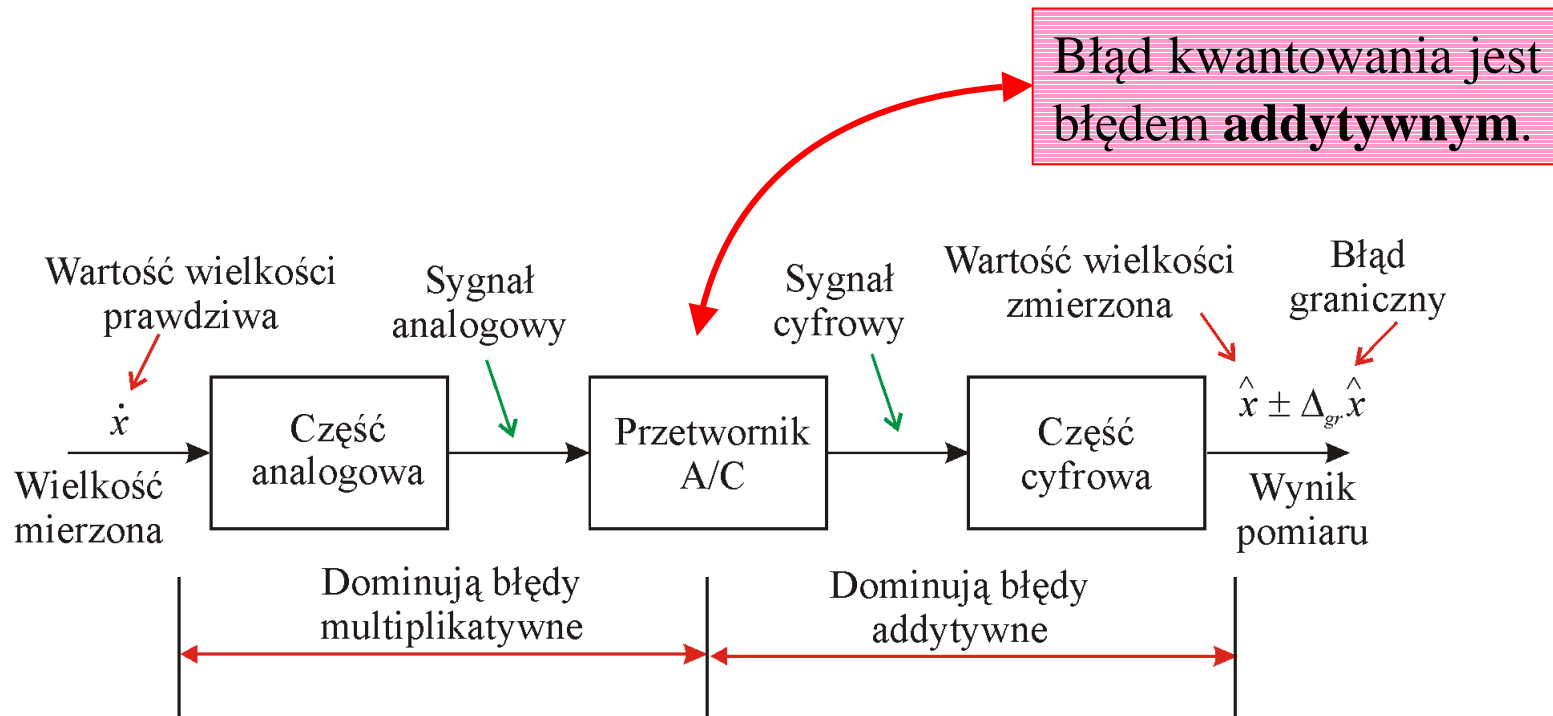 Błąd kwantowania jest
błędem addytywnym.
Wartość wielkości
prawdziwa
Sygnał
analogowy
Sygnał
cyfrowy
Wartość wielkości
zmierzona
Błąd
graniczny
ẋ
Wielkość
mierzona
Część
analogowa
Przetwornik
A/C
Część
cyfrowa
x̂ ± Δgr x̂
Wynik
pomiaru
Dominują błędy
multiplikatywne
Dominują błędy
addytywne